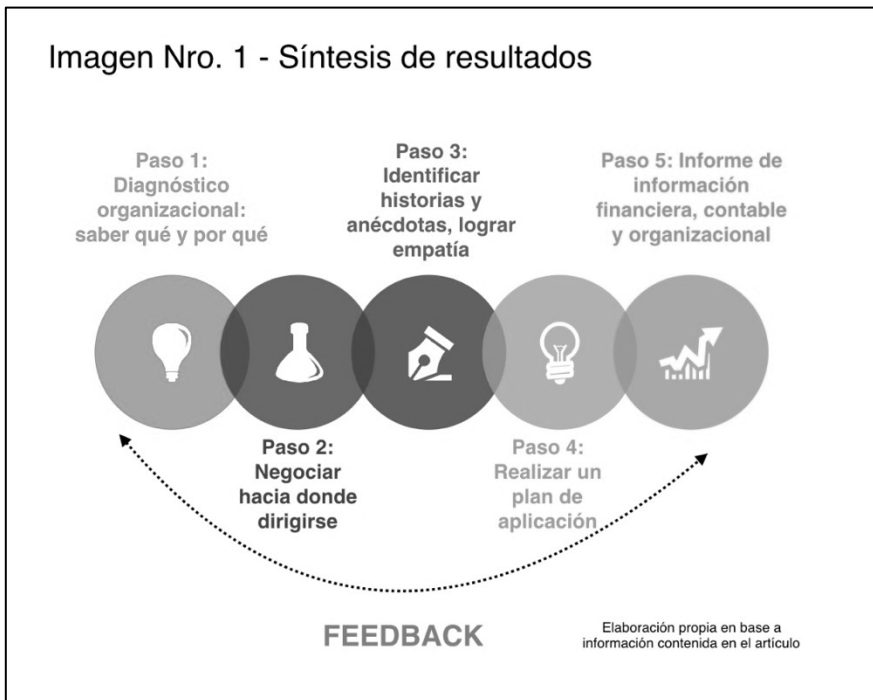 Imagen Nro. 1 - Síntesis de resultados
Paso 1:
Diagnóstico
organizacional:
saber qué y por qué
Paso 3:
Identificar
historias y
anécdotas, lograr
empatía
Paso 5: Informe de
información
financiera, contable
y organizacional
Paso 2:
Negociar
hacia donde
dirigirse
Paso 4:
Realizar un
plan de
aplicación
FEEDBACK
Elaboración propia en base a
información contenida en el artículo